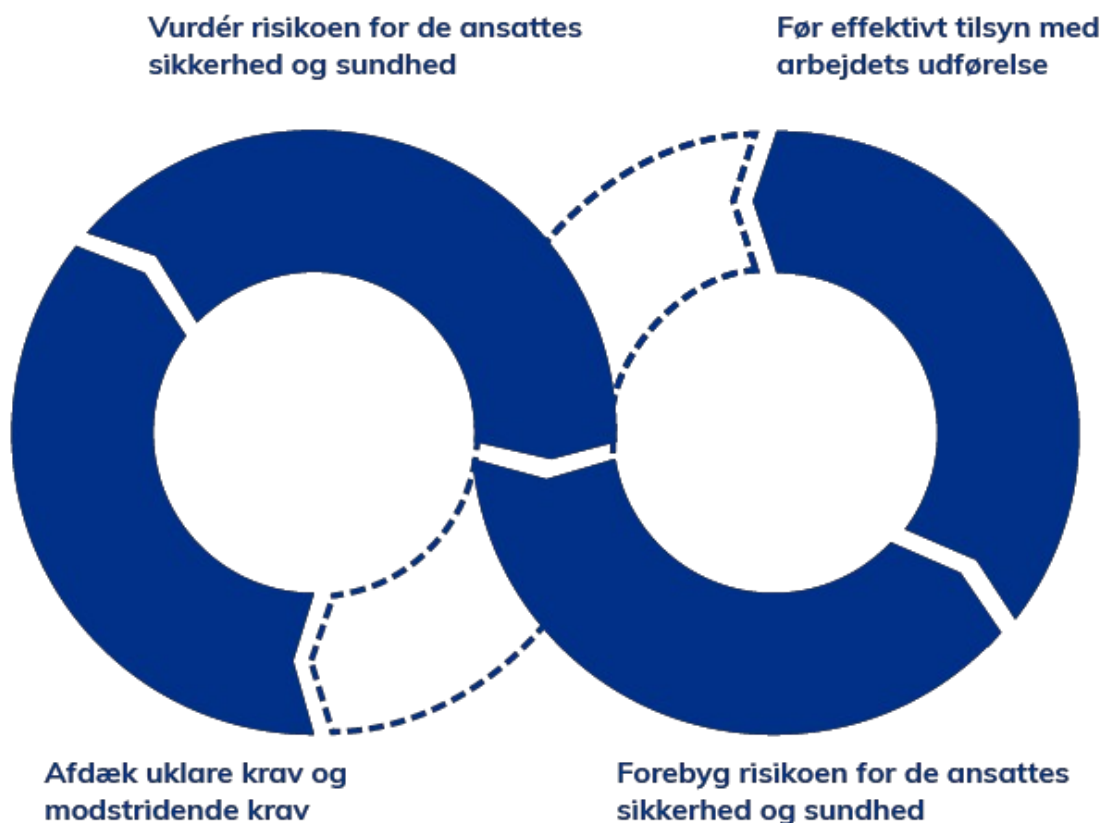 Vurdér risikoen for de ansattes
sikkerhed og sundhed
Før effektivt tilsyn med
arbejdets udførelse
Afdæk uklare krav og
modstridende krav
Forebyg risikoen for de ansattes
sikkerhed og sundhed